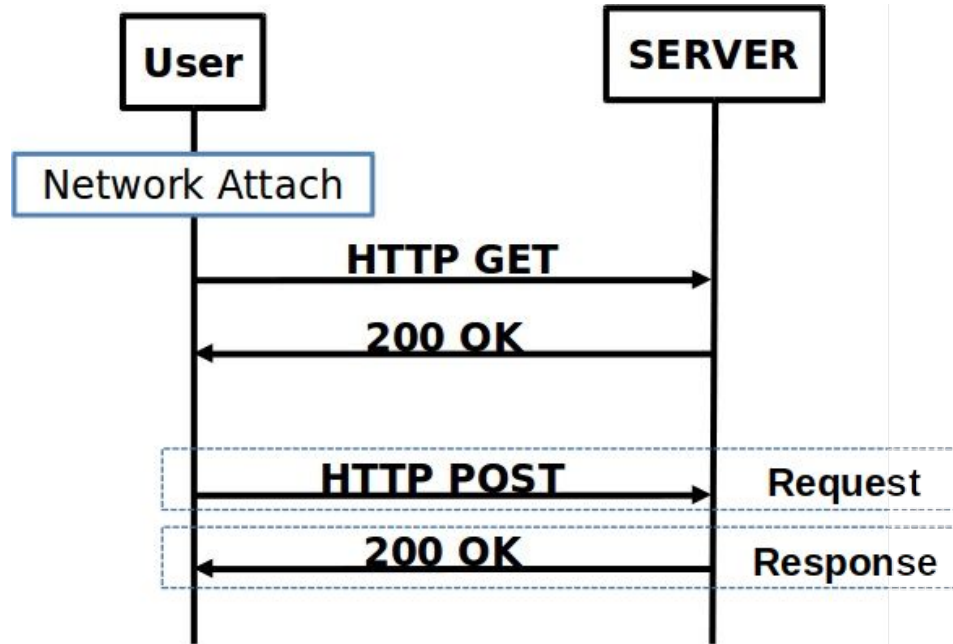 User
SERVER
Network Attach
HTTP GET
200 OK
HTTP POST
Request
200 OK
Response